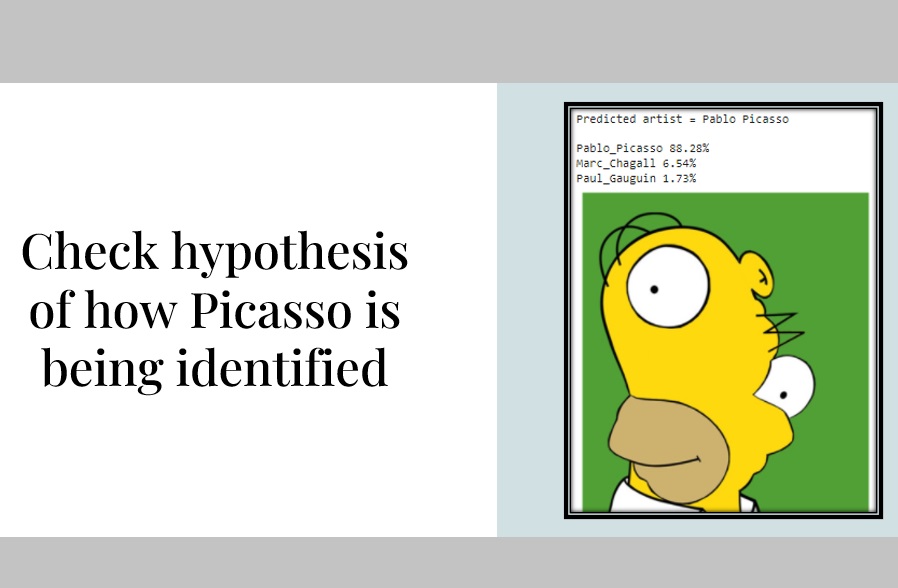 Check hypothesis
of how Picasso is
being identified
Predicted artist = Pablo Picasso
Pablo_Picasso 88.28%
Marc_Chagall 6.54%
Paul_Gauguin 1.73%